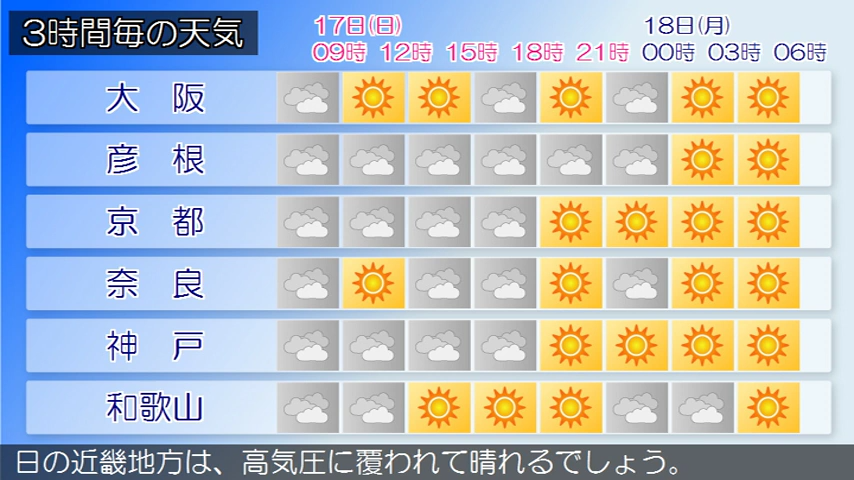 3時間毎の天気
17日(日) 18日(月)
09時 12時 15時 18時 21時 00時 03時 06時
大 阪
彦 根
京 都
奈 良
神 戸
和歌山
日の近畿地方は、高気圧に覆われて晴れるでしょう。